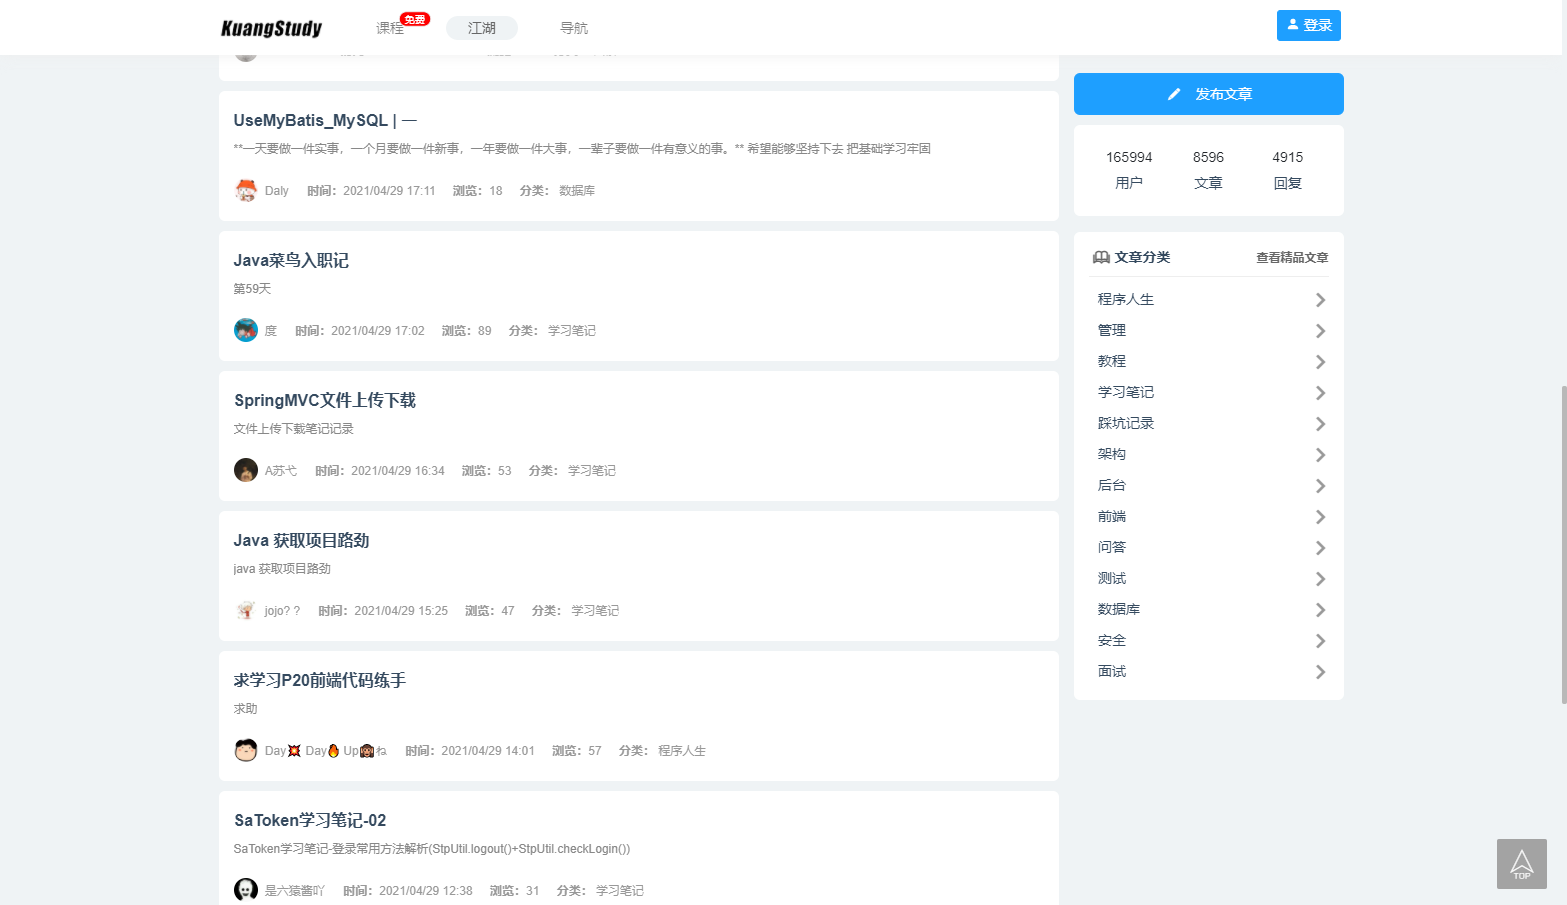 KuangStudy
课程
免费
江湖
导航
登录
UseMyBatis_MySQL | 一
**一天要做一件实事，一个月要做一件新事，一年要做一件大事，一辈子要做一件有意义的事。** 希望能够坚持下去 把基础学习牢固
Daly 时间：2021/04/29 17:11 浏览：18 分类： 数据库
Java菜鸟入职记
第59天
度 时间：2021/04/29 17:02 浏览：89 分类： 学习笔记
SpringMVC文件上传下载
文件上传下载笔记记录
A苏弋 时间：2021/04/29 16:34 浏览：53 分类： 学习笔记
Java 获取项目路劲
java 获取项目路劲
jojo? ? 时间：2021/04/29 15:25 浏览：47 分类： 学习笔记
求学习P20前端代码练手
求助
Day💥 Day🔥 Up🙉ね 时间：2021/04/29 14:01 浏览：57 分类： 程序人生
SaToken学习笔记-02
SaToken学习笔记-登录常用方法解析(StpUtil.logout()+StpUtil.checkLogin())
是六猿酱吖 时间：2021/04/29 12:38 浏览：31 分类： 学习笔记
发布文章
165994 8596 4915
用户 文章 回复
文章分类 查看精品文章
程序人生
管理
教程
学习笔记
踩坑记录
架构
后台
前端
问答
测试
数据库
安全
面试
TOP